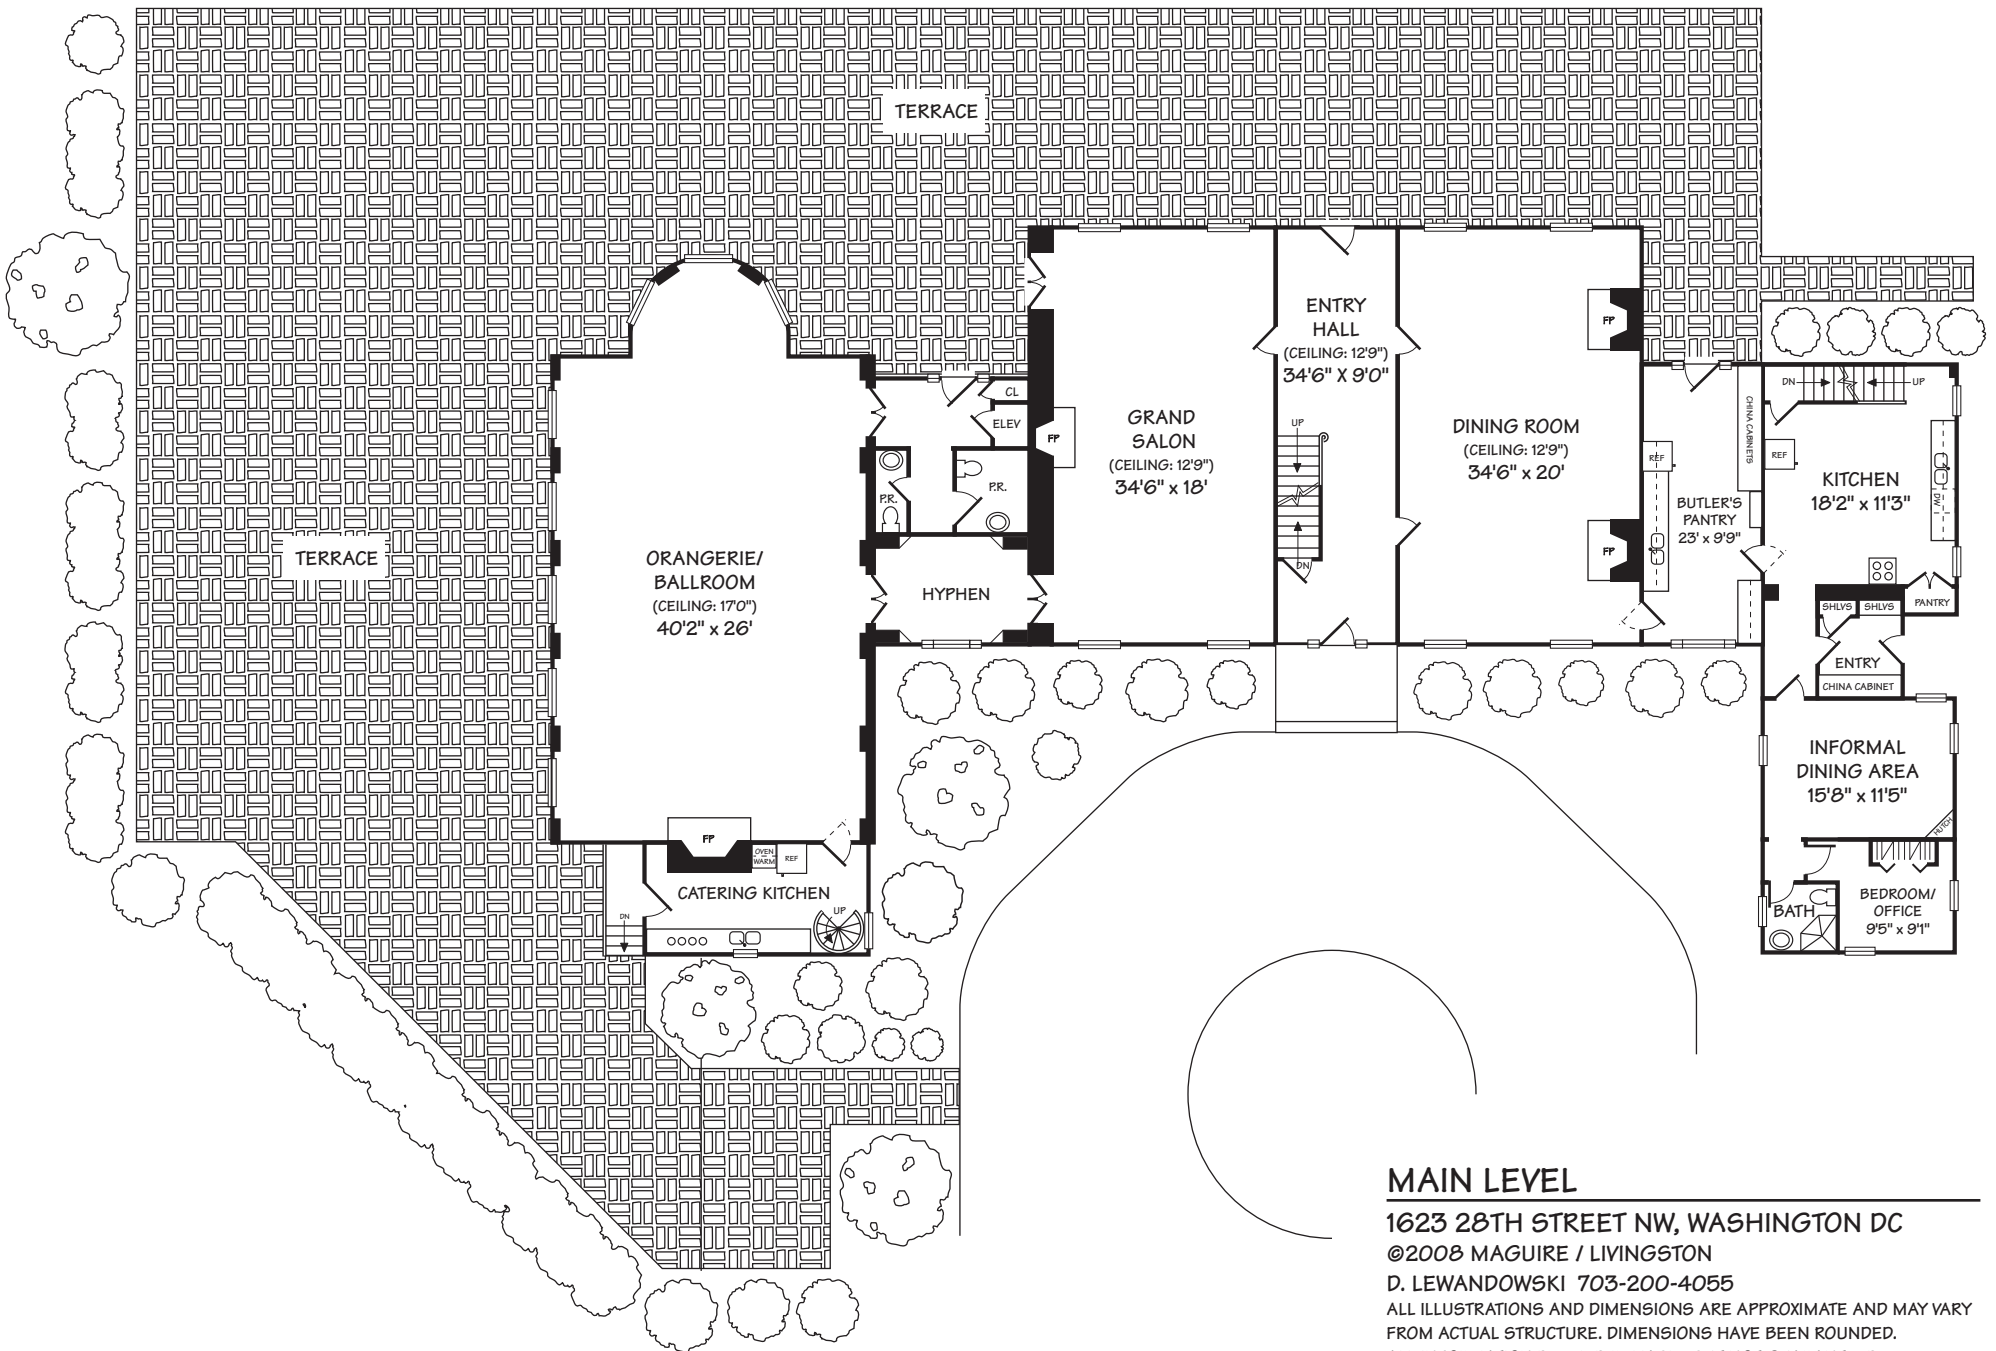 TERRACE
TERRACE
ORANGERIE/
BALLROOM
(CEILING: 17'0")
40'2" x 26'
FP
CL
ELEV
P.R.
P.R.
HYPHEN
FP
GRAND
SALON
(CEILING: 12'9")
34'6" x 18'
ENTRY
HALL
(CEILING: 12'9")
34'6" X 9'0"
UP
DN
DINING ROOM
(CEILING: 12'9")
34'6" x 20'
FP
FP
REF
CHINA CABINETS
BUTLER'S
PANTRY
23' x 9'9"
DN
UP
REF
KITCHEN
18'2" x 11'3"
DW
SHLVS
SHLVS
PANTRY
ENTRY
CHINA CABINET
INFORMAL
DINING AREA
15'8" x 11'5"
HUTCH
BEDROOM/
OFFICE
9'5" x 9'1"
BATH
OVEN
WARM
REF
CATERING KITCHEN
UP
DN
MAIN LEVEL
1623 28TH STREET NW, WASHINGTON DC
©2008 MAGUIRE / LIVINGSTON
D. LEWANDOWSKI 703-200-4055
ALL ILLUSTRATIONS AND DIMENSIONS ARE APPROXIMATE AND MAY VARY
FROM ACTUAL STRUCTURE. DIMENSIONS HAVE BEEN ROUNDED.